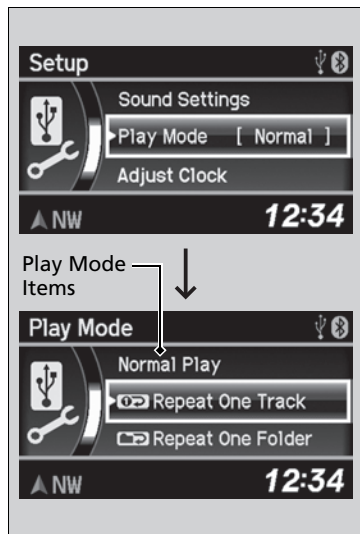 Setup
Sound Settings
Play Mode [ Normal ]
Adjust Clock
NW 12:34
Play Mode
Items
Play Mode
Normal Play
Repeat One Track
Repeat One Folder
NW 12:34